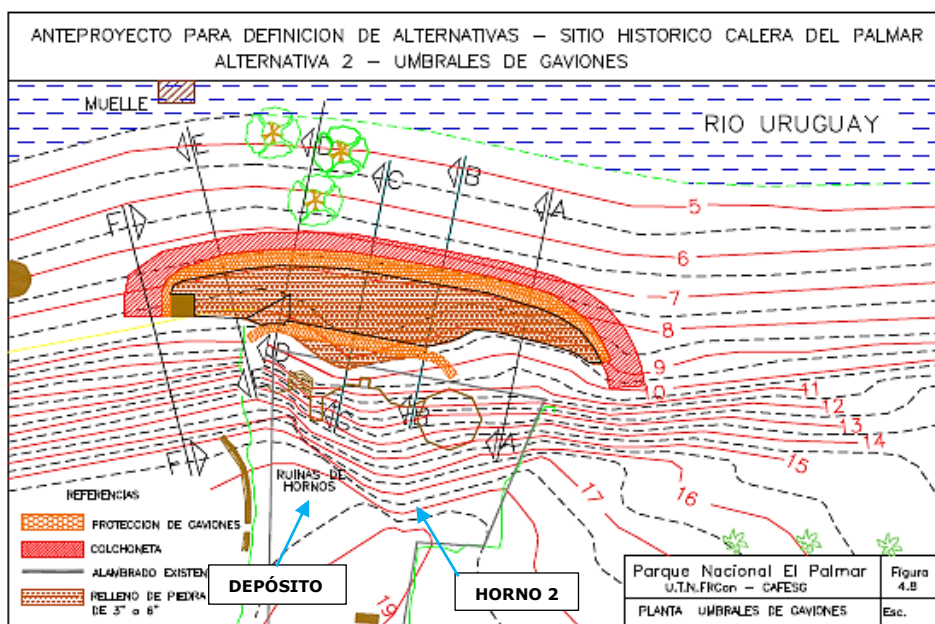 ANTEPROYECTO PARA DEFINICION DE ALTERNATIVAS – SITIO HISTORICO CALERA DEL PALMAR
ALTERNATIVA 2 – UMBRALES DE GAVIONES
MUELLE
RIO URUGUAY
E
D
C
B
A
F
5
6
7
8
9
10
11
12
13
14
15
16
17
19
D
B
A
F
RUINAS DE
HORNOS
REFERENCIAS
PROTECCION DE GAVIONES
COLCHONETA
ALAMBRADO EXISTEN
RELLENO DE PIEDRA
DE 3" a 6"
DEPÓSITO
HORNO 2
Parque Nacional El Palmar
U.T.N.FRCon – CAFESG
PLANTA UMBRALES DE GAVIONES
Figura
4.8
Esc.